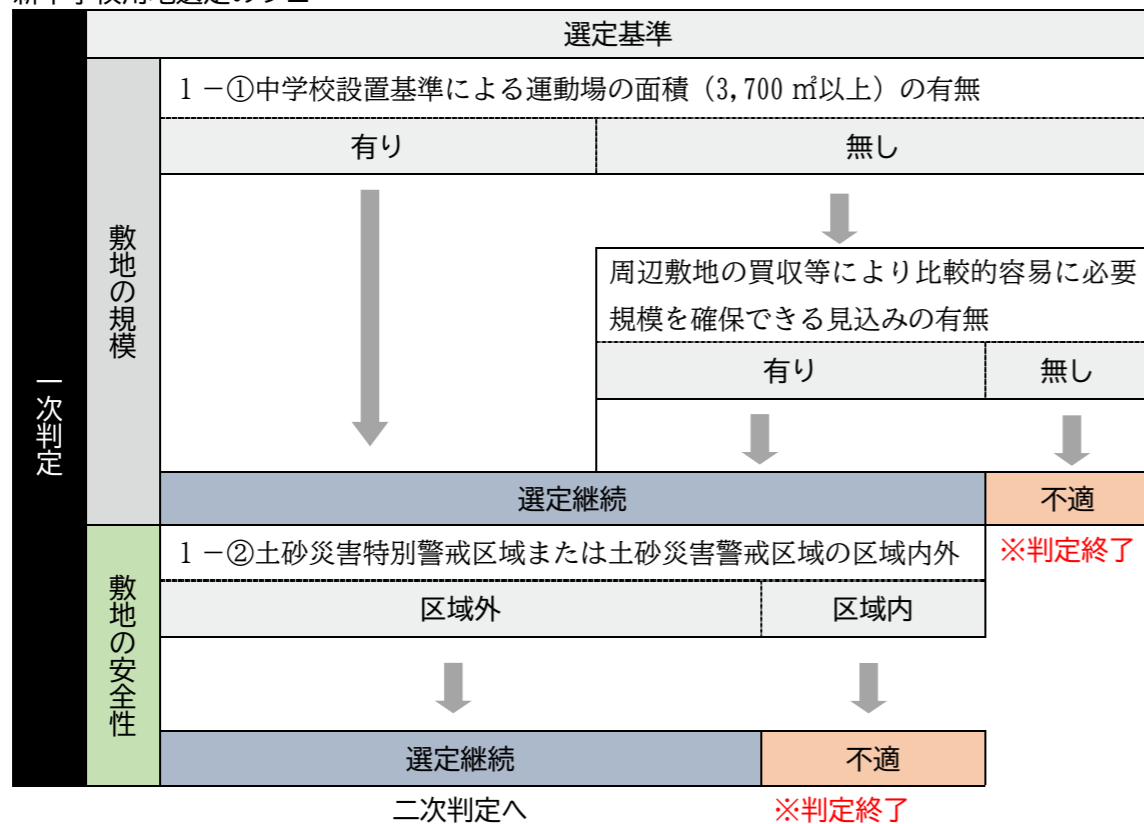 選定基準
一次判定
敷地の規模
1－①中学校設置基準による運動場の面積（3,700 ㎡以上）の有無
有り
無し
周辺敷地の買収等により比較的容易に必要
規模を確保できる見込みの有無
有り
無し
選定継続
不適
※判定終了
敷地の安全性
1－②土砂災害特別警戒区域または土砂災害警戒区域の区域内外
区域外
区域内
選定継続
不適
二次判定へ
※判定終了